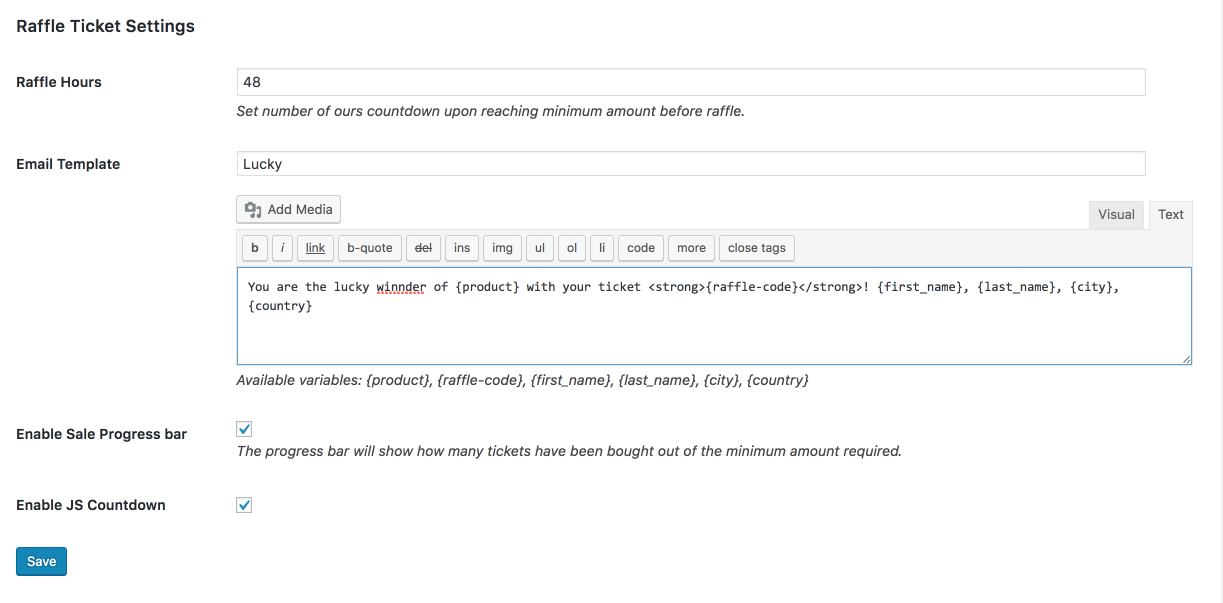 Raffle Ticket Settings
Raffle Hours
48
Set number of ours countdown upon reaching minimum amount before raffle.
Email Template
Lucky
Add Media
Visual Text
b i link b-quote del ins img ul ol li code more close tags
You are the lucky winnder of {product} with your ticket <strong>{raffle-code}</strong>! {first_name}, {last_name}, {city},
{country}
Available variables: {product}, {raffle-code}, {first_name}, {last_name}, {city}, {country}
Enable Sale Progress bar
The progress bar will show how many tickets have been bought out of the minimum amount required.
Enable JS Countdown
Save